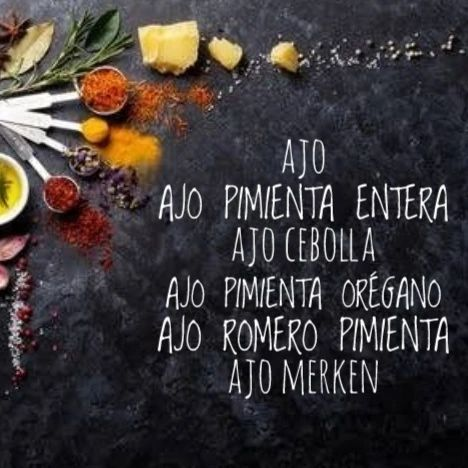 AJO
AJO PIMIENTA ENTERA
AJO CEBOLLA
AJO PIMIENTA ORÉGANO
AJO ROMERO PIMIENTA
AJO MERKEN